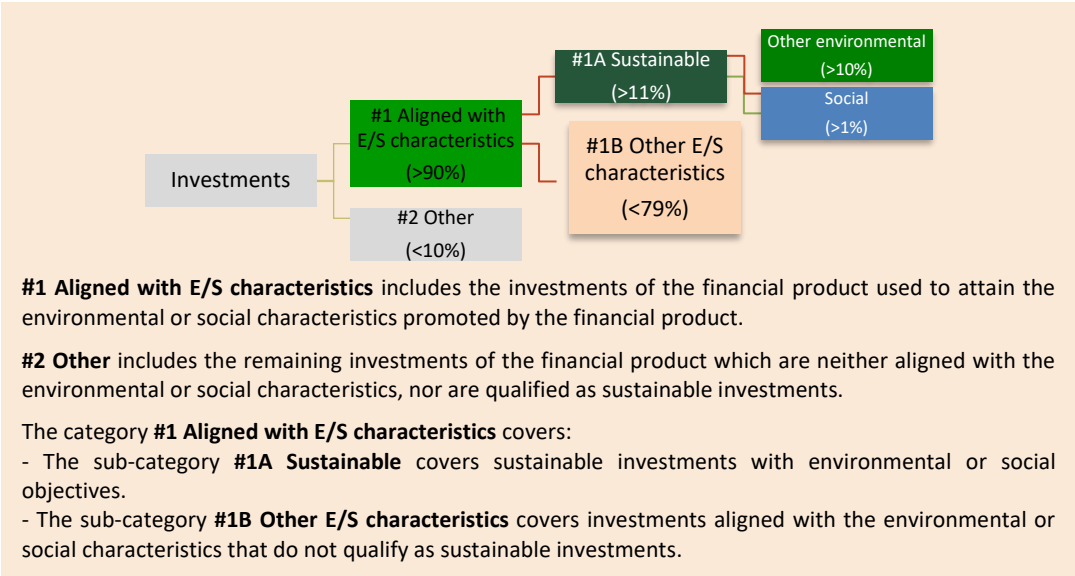 Investments
#1 Aligned with
E/S characteristics
(>90%)
#2 Other
(<10%)
#1A Sustainable
(>11%)
#1B Other E/S
characteristics
(<79%)
Other environmental
(>10%)
Social
(>1%)
#1 Aligned with E/S characteristics includes the investments of the financial product used to attain the
environmental or social characteristics promoted by the financial product.
#2 Other includes the remaining investments of the financial product which are neither aligned with the
environmental or social characteristics, nor are qualified as sustainable investments.
The category #1 Aligned with E/S characteristics covers:
- The sub-category #1A Sustainable covers sustainable investments with environmental or social
objectives.
- The sub-category #1B Other E/S characteristics covers investments aligned with the environmental or
social characteristics that do not qualify as sustainable investments.